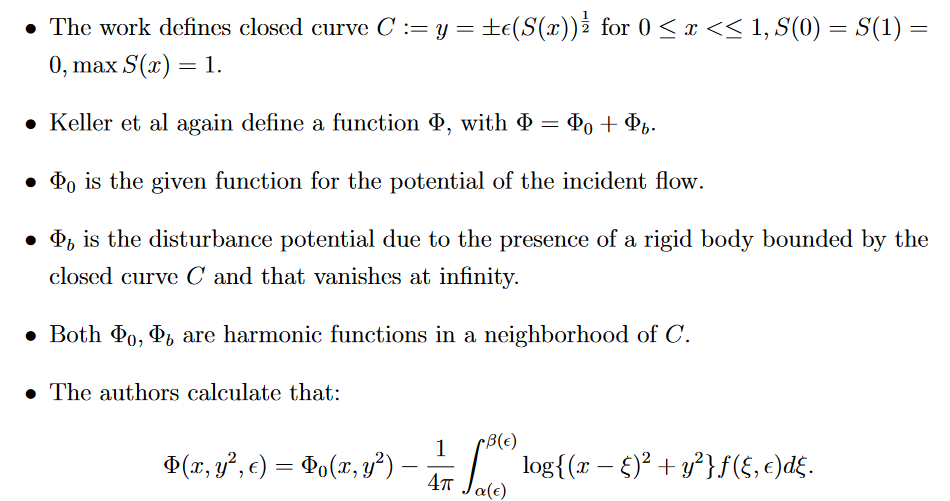 • The work defines closed curve $C := y = \pm\epsilon(S(x))^{\frac{1}{2}}$ for $0 \leq x <\leq 1, S(0) = S(1) =$
$0, \max S(x) = 1.$
• Keller et al again define a function $\Phi$, with $\Phi = \Phi_0 + \Phi_b$.
• $\Phi_0$ is the given function for the potential of the incident flow.
• $\Phi_b$ is the disturbance potential due to the presence of a rigid body bounded by the
closed curve $C$ and that vanishes at infinity.
• Both $\Phi_0, \Phi_b$ are harmonic functions in a neighborhood of $C$.
• The authors calculate that:
$\Phi(x, y^2, \epsilon) = \Phi_0(x, y^2) - \frac{1}{4\pi} \int_{\alpha(\epsilon)}^{\beta(\epsilon)} \log\{(x - \xi)^2 + y^2\} f(\xi, \epsilon) d\xi.$